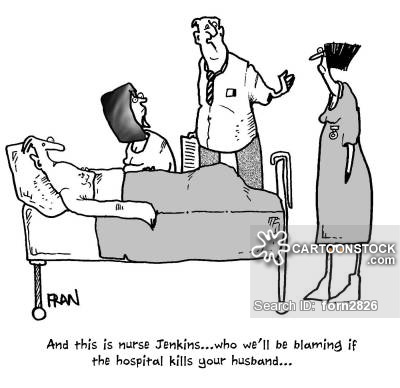 CARTOONSTOCK
.com
Search ID: forn2826
FRAN
And this is nurse Jenkins...who we'll be blaming if
the hospital kills your husband...